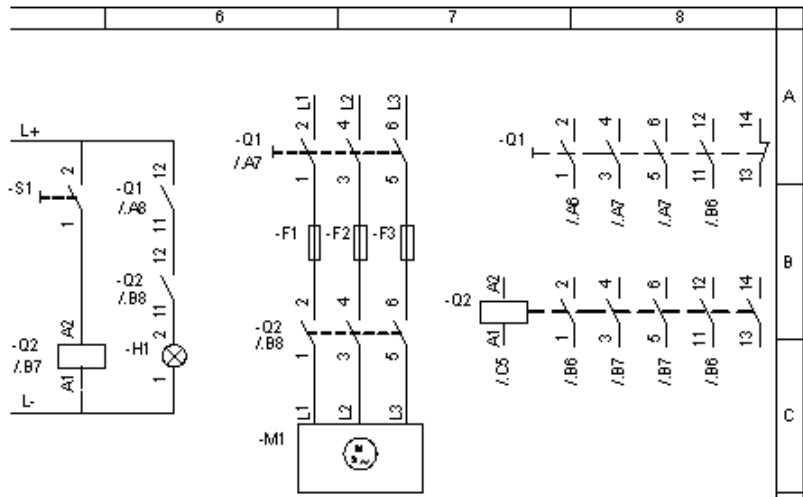 6 7 8
A
L1 L2 L3
2 4 6
-Q1
/.A7
1 3 5
-Q1
2 4 6 12 14
1 3 5 11 13
/.A6 /.A7 /.A7 /.B6
L+
-S1
2
1
-Q1
/.A8
12
11
-Q2
/.B8
12
11
-F1 -F2 -F3
B
-Q2
/.B8
2 4 6
1 3 5
-Q2
A2 2 4 6 12 14
A1 1 3 5 11 13
/.C5 /.B6 /.B7 /.B7 /.B6
-Q2
/.B7
A2
A1
-H1
2
1
L-
L1 L2 L3
-M1
M
3~
C